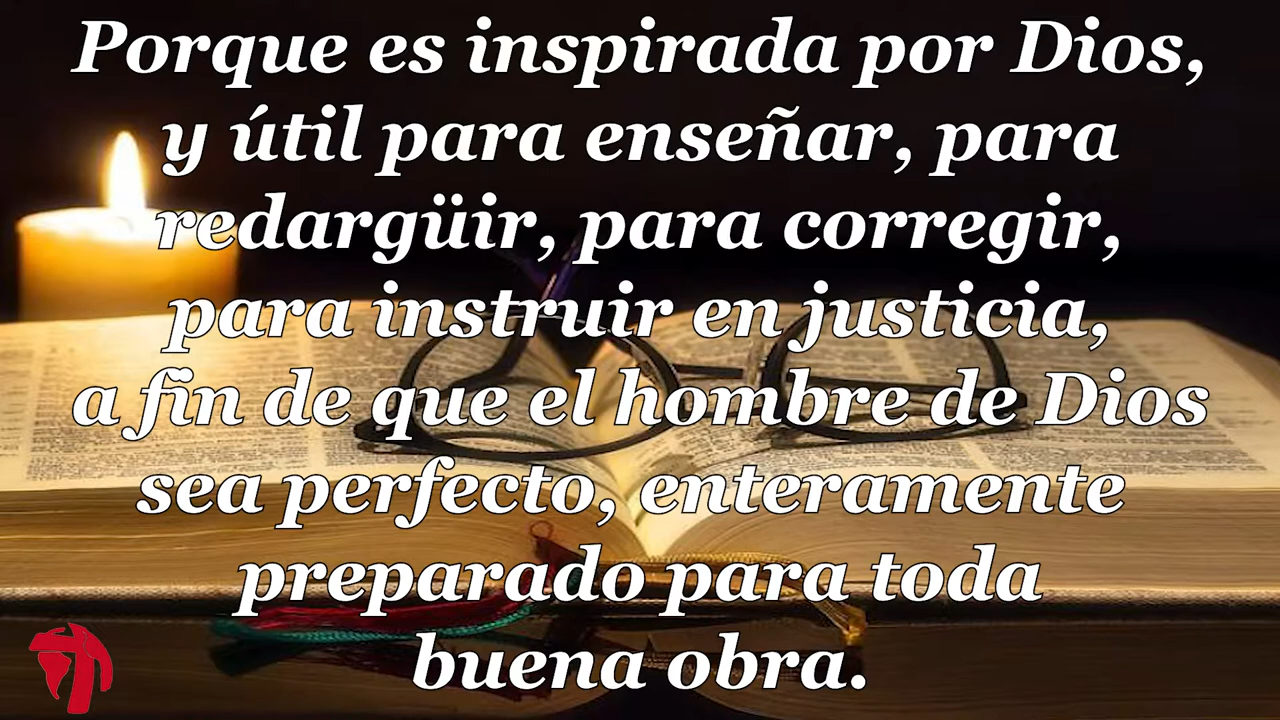 Porque es inspirada por Dios,
y útil para enseñar, para
redargüir, para corregir,
para instruir en justicia,
a fin de que el hombre de Dios
sea perfecto, enteramente
preparado para toda
buena obra.